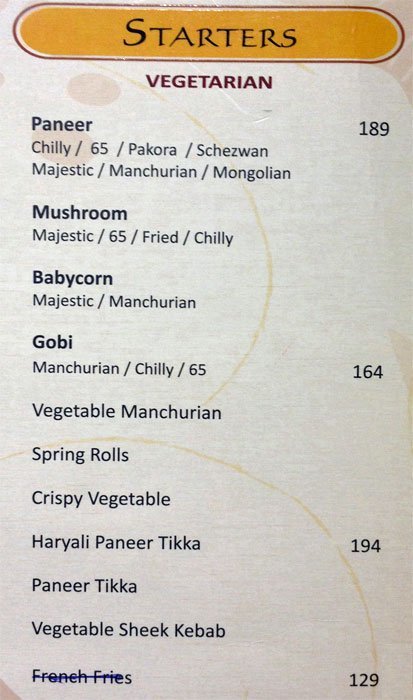 STARTERS
VEGETARIAN
Paneer 189
Chilly / 65 / Pakora / Schezwan
Majestic / Manchurian / Mongolian
Mushroom
Majestic / 65 / Fried / Chilly
Babycorn
Majestic / Manchurian
Gobi
Manchurian / Chilly / 65 164
Vegetable Manchurian
Spring Rolls
Crispy Vegetable
Haryali Paneer Tikka 194
Paneer Tikka
Vegetable Sheek Kebab
French Fries 129